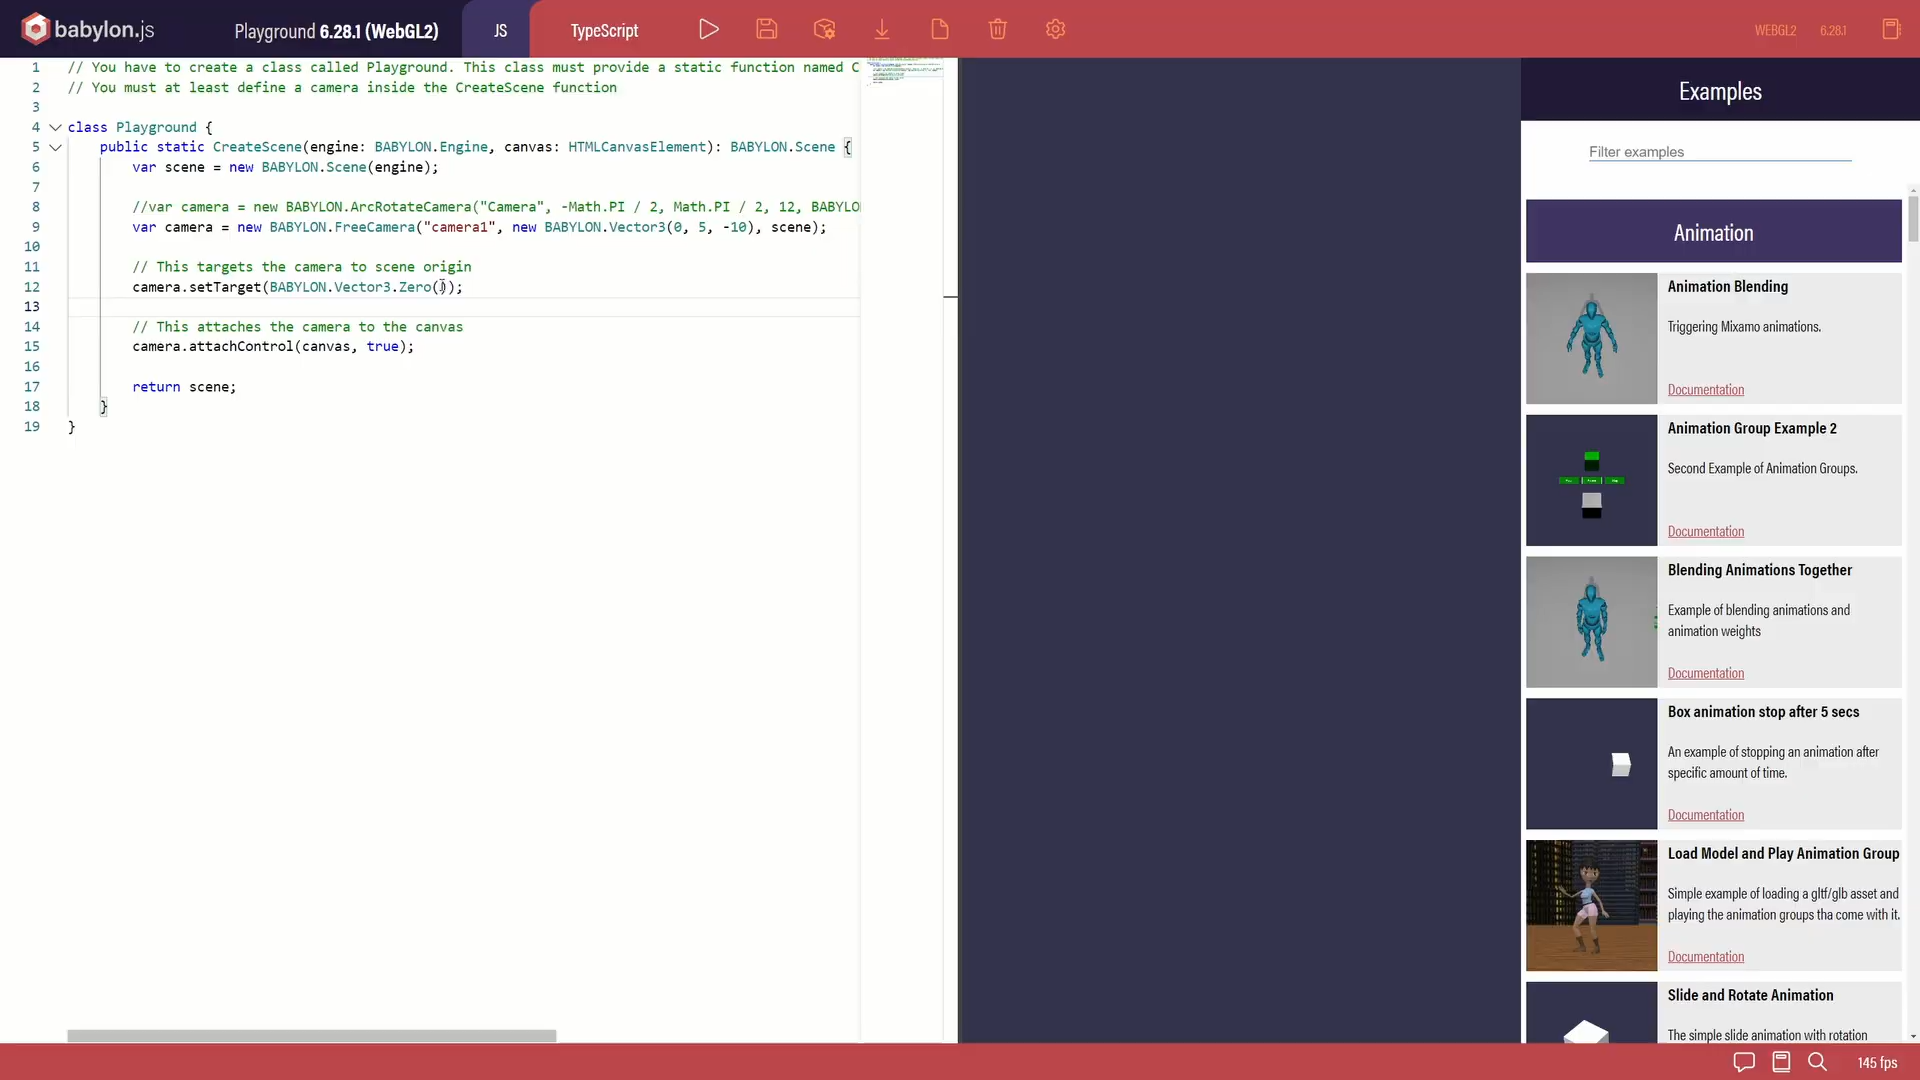 babylon.js
Playground 6.28.1 (WebGL2)
JS
TypeScript
WEBGL2
6.28.1
1 // You have to create a class called Playground. This class must provide a static function named C
2 // You must at least define a camera inside the CreateScene function
3
4 class Playground {
5 public static CreateScene(engine: BABYLON.Engine, canvas: HTMLCanvasElement): BABYLON.Scene {
6 var scene = new BABYLON.Scene(engine);
7
8 //var camera = new BABYLON.ArcRotateCamera("Camera", -Math.PI / 2, Math.PI / 2, 12, BABYLO
9 var camera = new BABYLON.FreeCamera("camera1", new BABYLON.Vector3(0, 5, -10), scene);
10
11 // This targets the camera to scene origin
12 camera.setTarget(BABYLON.Vector3.Zero());
13
14 // This attaches the camera to the canvas
15 camera.attachControl(canvas, true);
16
17 return scene;
18 }
19 }
Examples
Filter examples
Animation
Animation Blending
Triggering Mixamo animations.
Documentation
Animation Group Example 2
Second Example of Animation Groups.
Documentation
Blending Animations Together
Example of blending animations and
animation weights
Documentation
Box animation stop after 5 secs
An example of stopping an animation after
specific amount of time.
Documentation
Load Model and Play Animation Group
Simple example of loading a gltf/glb asset and
playing the animation groups tha come with it.
Documentation
Slide and Rotate Animation
The simple slide animation with rotation
145 fps